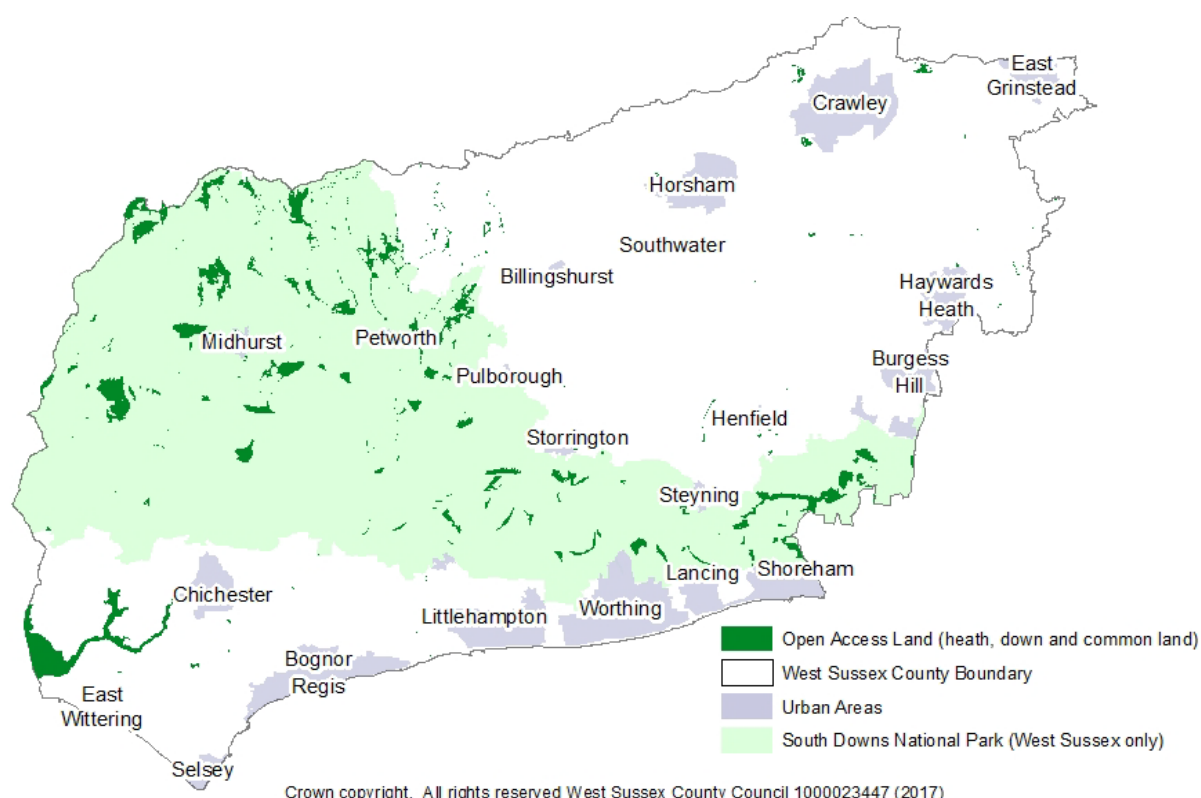 East
Grinstead
Crawley
Horsham
Southwater
Billingshurst
Haywards
Heath
Midhurst
Petworth
Burgess
Hill
Pulborough
Henfield
Storrington
Steyning
Chichester
Lancing
Shoreham
Littlehampton
Worthing
Bognor
Regis
East
Wittering
Selsey
Open Access Land (heath, down and common land)
West Sussex County Boundary
Urban Areas
South Downs National Park (West Sussex only)
Crown copyright. All rights reserved West Sussex County Council 1000023447 (2017)